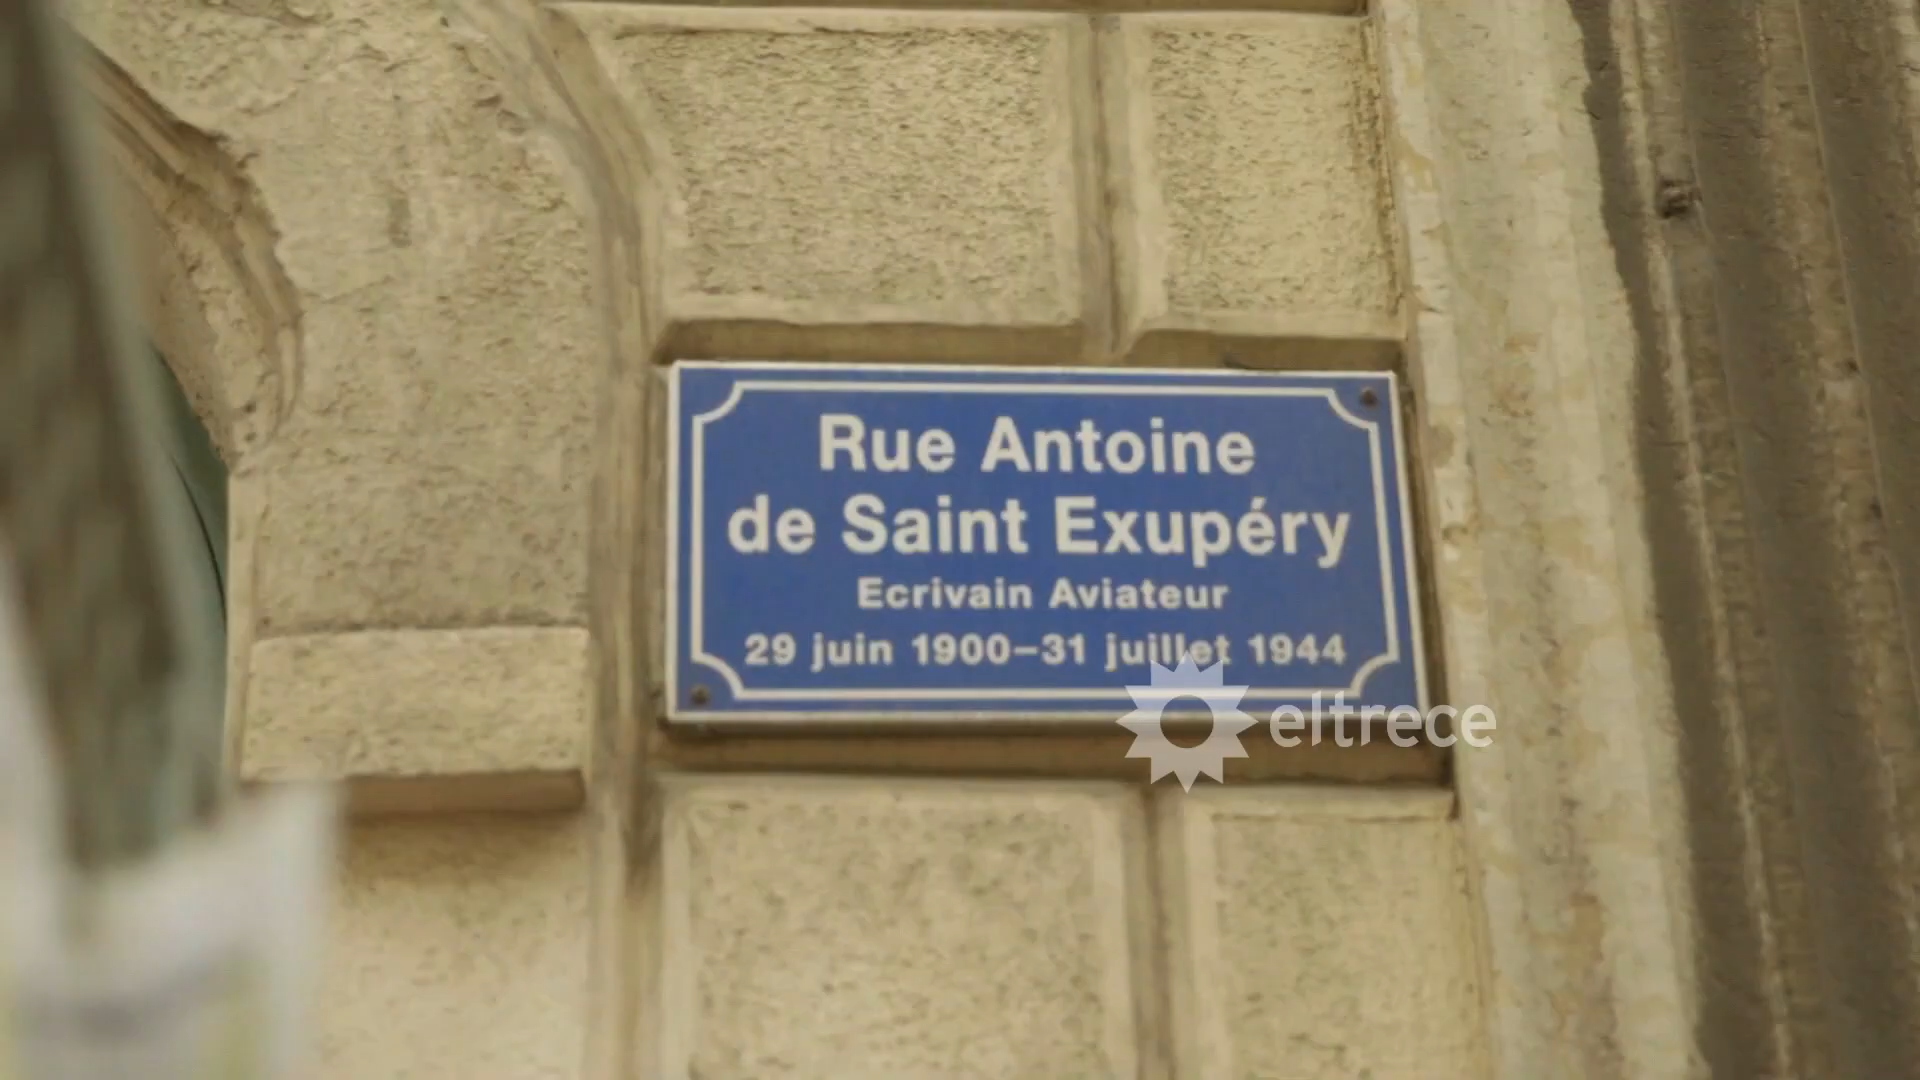 Rue Antoine
de Saint Exupéry
Ecrivain Aviateur
29 juin 1900–31 juillet 1944
eltrece